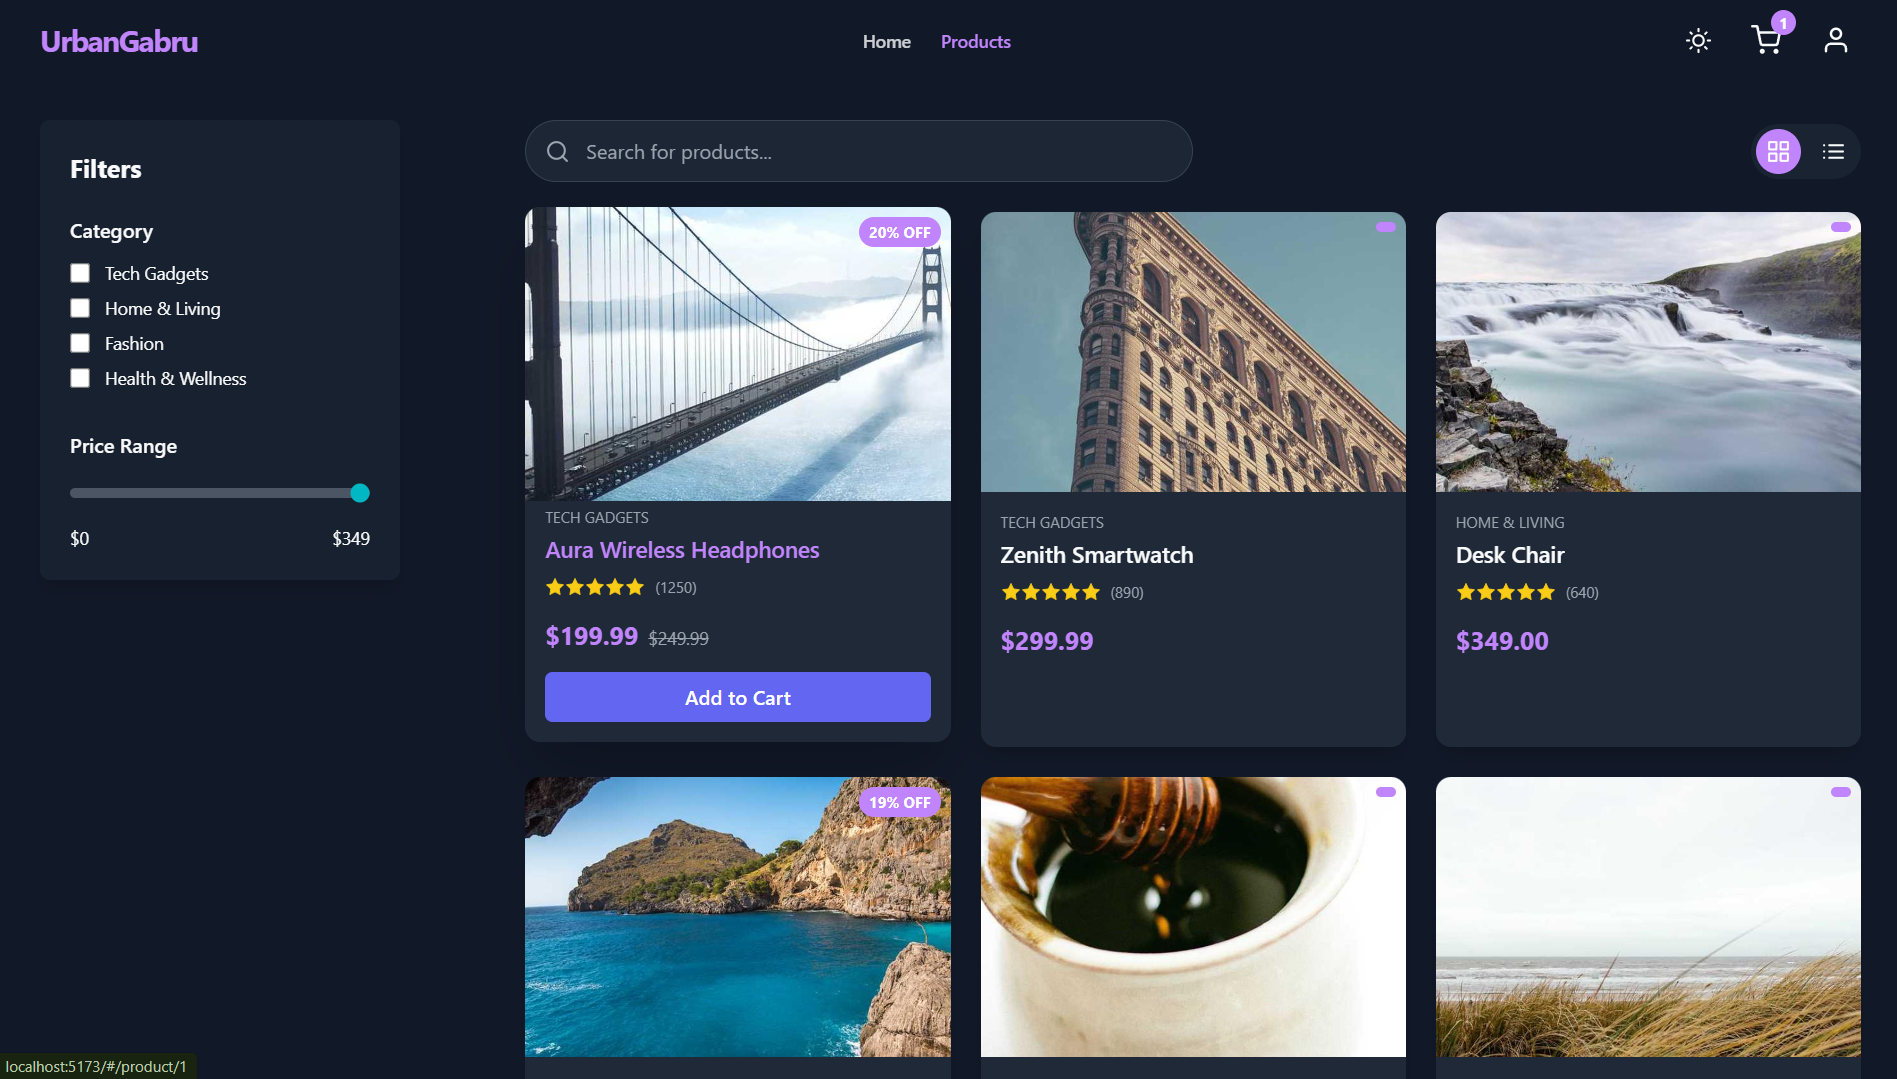 UrbanGabru
Home Products
1
Filters
Category
Tech Gadgets
Home & Living
Fashion
Health & Wellness
Price Range
$0 $349
Search for products...
20% OFF
TECH GADGETS
Aura Wireless Headphones
(1250)
$199.99 $249.99
Add to Cart
TECH GADGETS
Zenith Smartwatch
(890)
$299.99
HOME & LIVING
Desk Chair
(640)
$349.00
19% OFF
localhost:5173/#/product/1